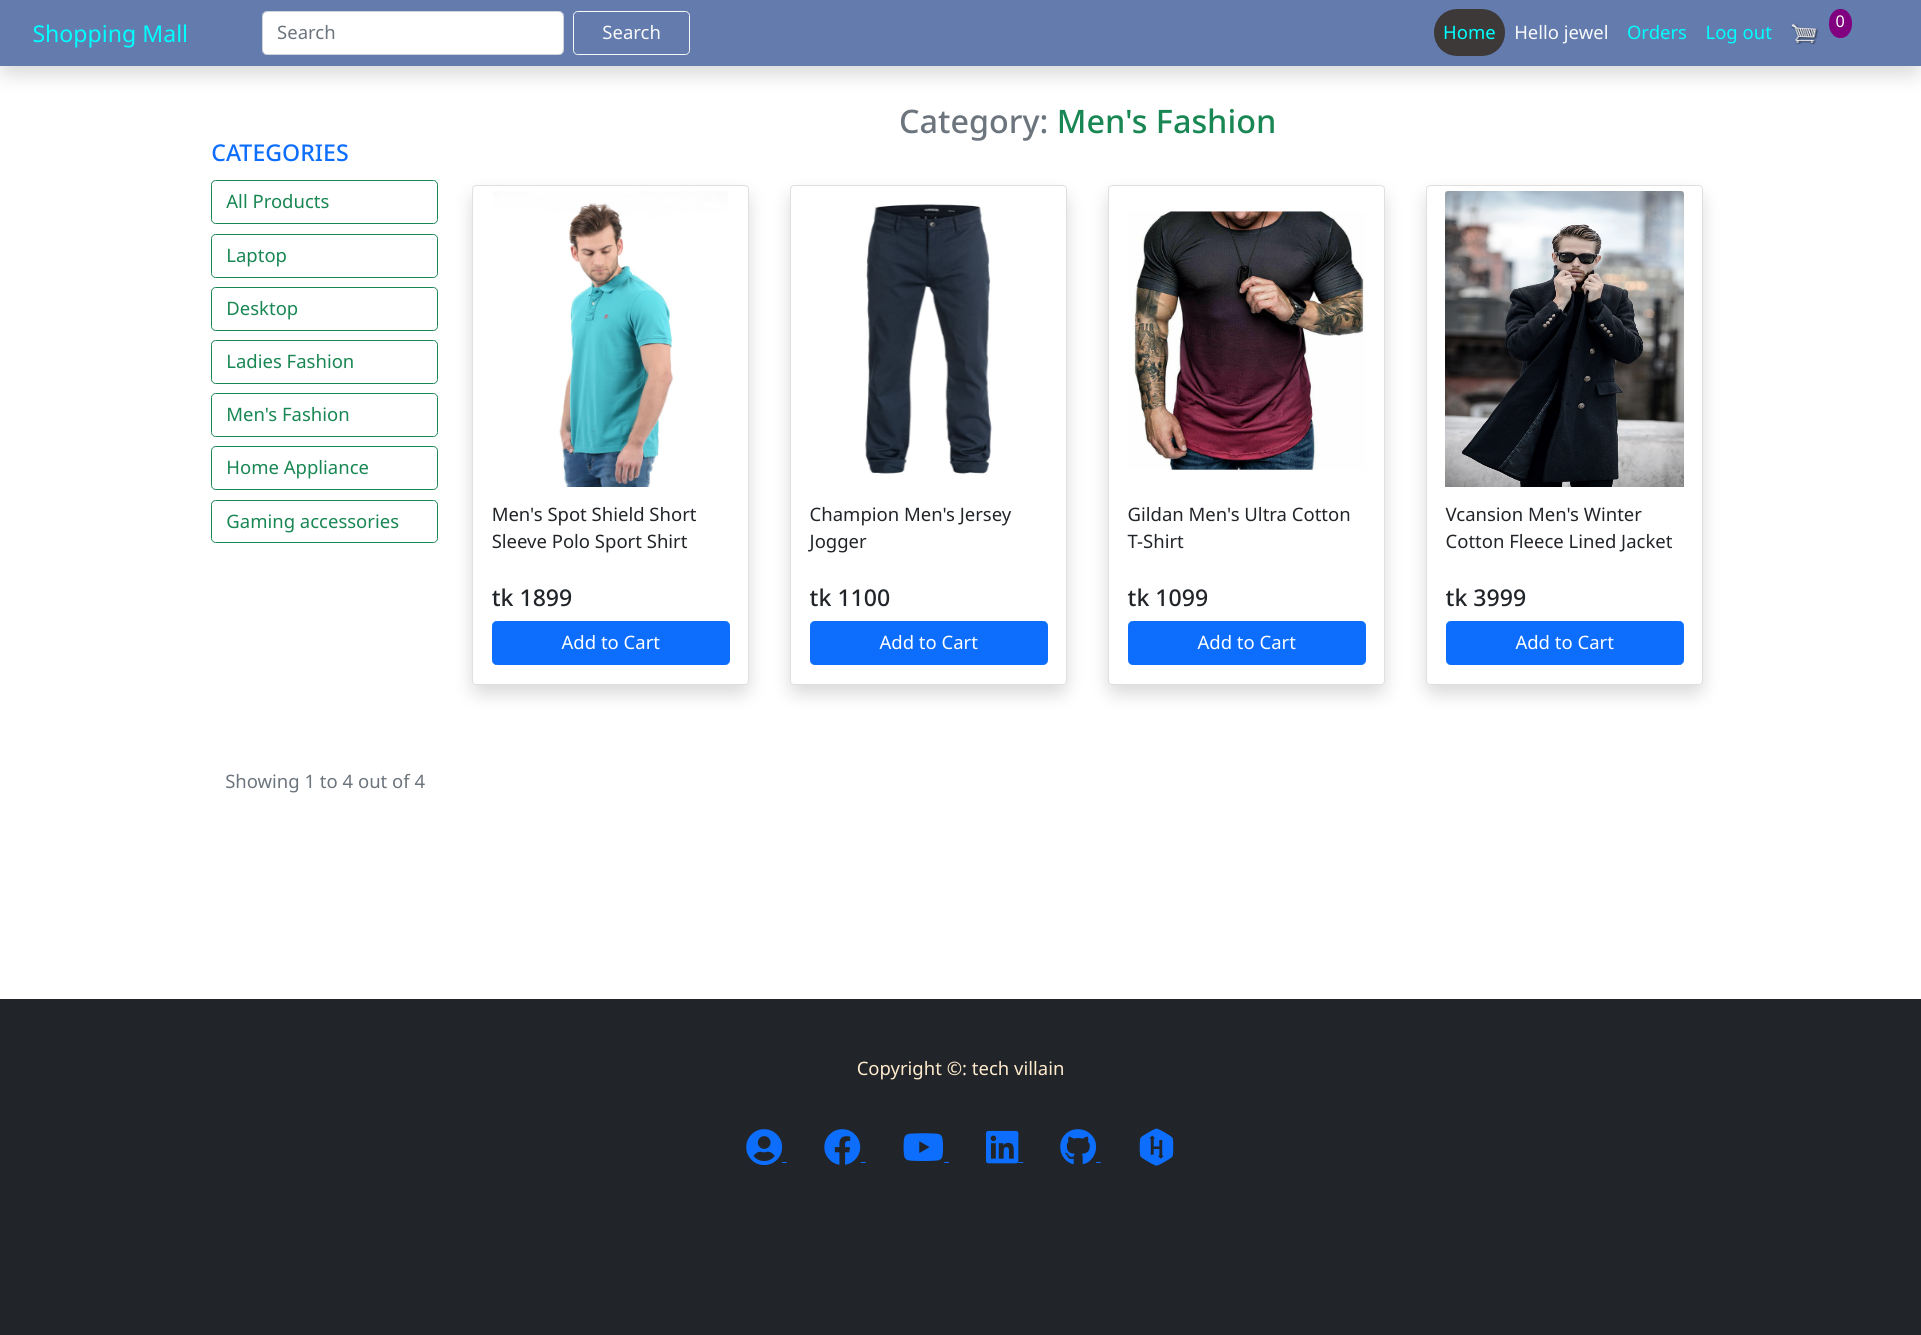 Shopping Mall
Search
Search
Home
Hello jewel
Orders
Log out
0
Category: Men's Fashion
CATEGORIES
All Products
Laptop
Desktop
Ladies Fashion
Men's Fashion
Home Appliance
Gaming accessories
Men's Spot Shield Short
Sleeve Polo Sport Shirt
tk 1899
Add to Cart
Champion Men's Jersey
Jogger
tk 1100
Add to Cart
Gildan Men's Ultra Cotton
T-Shirt
tk 1099
Add to Cart
Vcansion Men's Winter
Cotton Fleece Lined Jacket
tk 3999
Add to Cart
Showing 1 to 4 out of 4
Copyright ©: tech villain